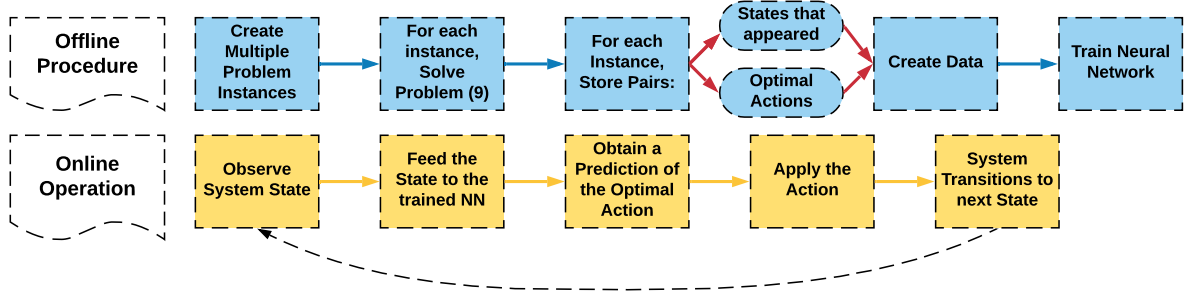 Offline
Procedure
Create
Multiple
Problem
Instances
For each
instance,
Solve
Problem (9)
For each
Instance,
Store Pairs:
States that
appeared
Optimal
Actions
Create Data
Train Neural
Network
Online
Operation
Observe
System State
Feed the
State to the
trained NN
Obtain a
Prediction of
the Optimal
Action
Apply the
Action
System
Transitions to
next State